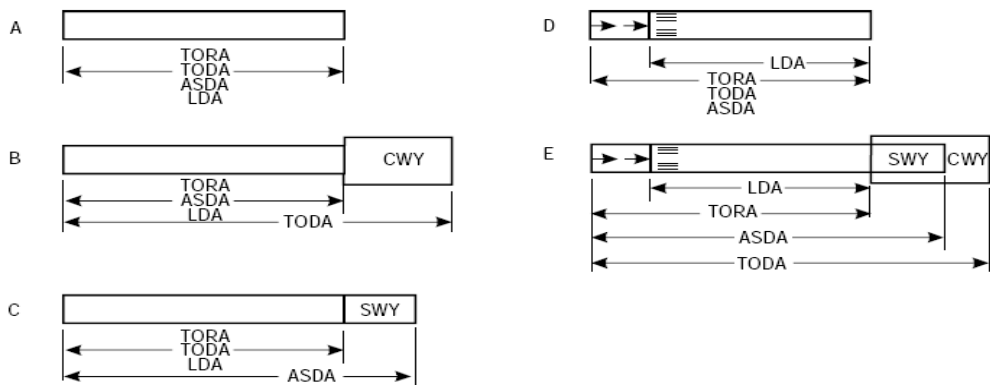 A
TORA
TODA
ASDA
LDA
B
CWY
TORA
ASDA
LDA TODA
C
SWY
TORA
TODA
LDA ASDA
D
LDA
TORA
TODA
ASDA
E
SWY CWY
LDA
TORA
ASDA
TODA